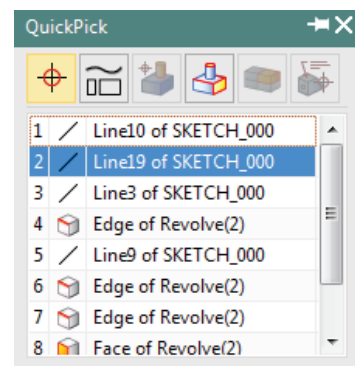 QuickPick
1 Line10 of SKETCH_000
2 Line19 of SKETCH_000
3 Line3 of SKETCH_000
4 Edge of Revolve(2)
5 Line9 of SKETCH_000
6 Edge of Revolve(2)
7 Edge of Revolve(2)
8 Face of Revolve(2)